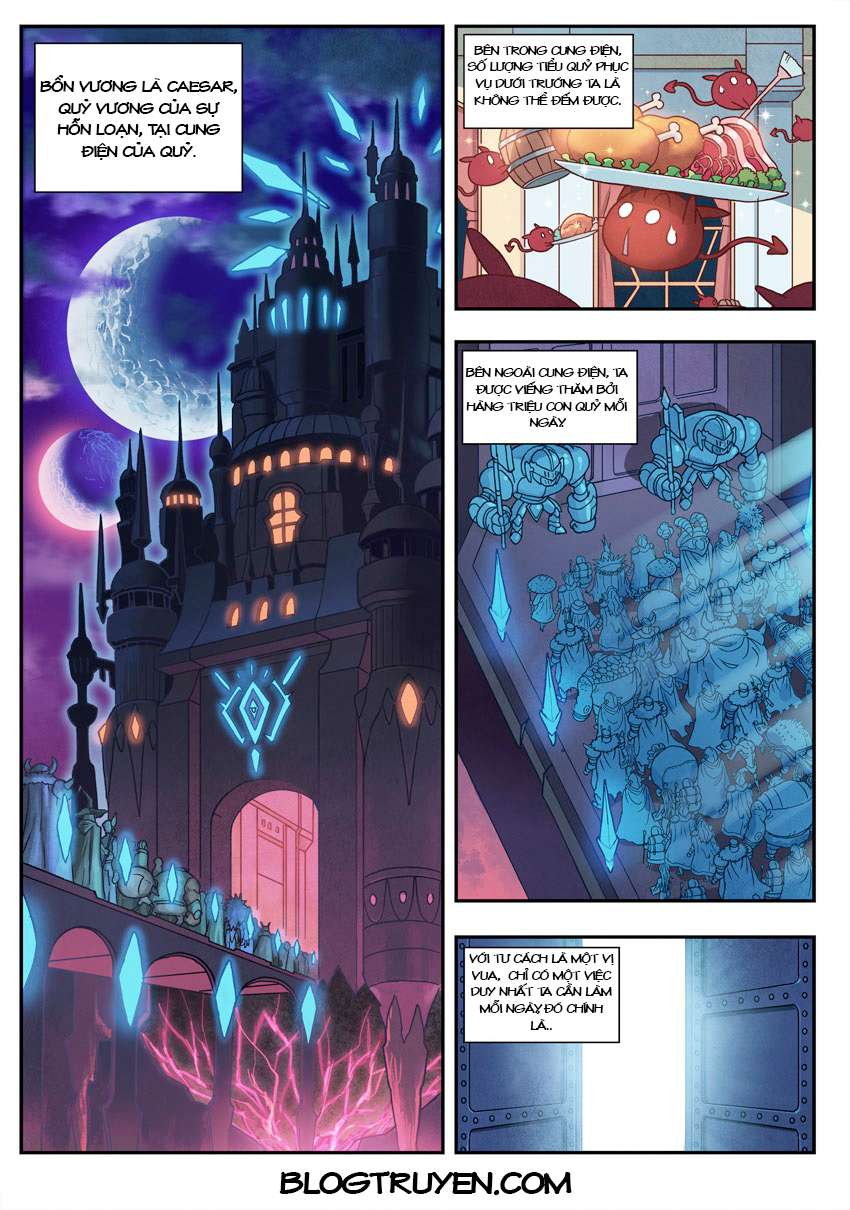 BỔN VƯƠNG LÀ CAESAR,
QUỶ VƯƠNG CỦA SỰ
HỖN LOẠN, TẠI CUNG
ĐIỆN CỦA QUỶ.
BÊN TRONG CUNG ĐIỆN,
SỐ LƯỢNG TIỂU QUỶ PHỤC
VỤ DƯỚI TRƯỚNG TA LÀ
KHÔNG THỂ ĐẾM ĐƯỢC.
BÊN NGOÀI CUNG ĐIỆN, TA
ĐƯỢC VIẾNG THĂM BỞI
HÀNG TRIỆU CON QUỶ MỖI
NGÀY.
VỚI TƯ CÁCH LÀ MỘT VỊ
VUA, CHỈ CÓ MỘT VIỆC
DUY NHẤT TA CẦN LÀM
MỖI NGÀY, ĐÓ CHÍNH
LÀ..
BLOGTRUYEN.COM